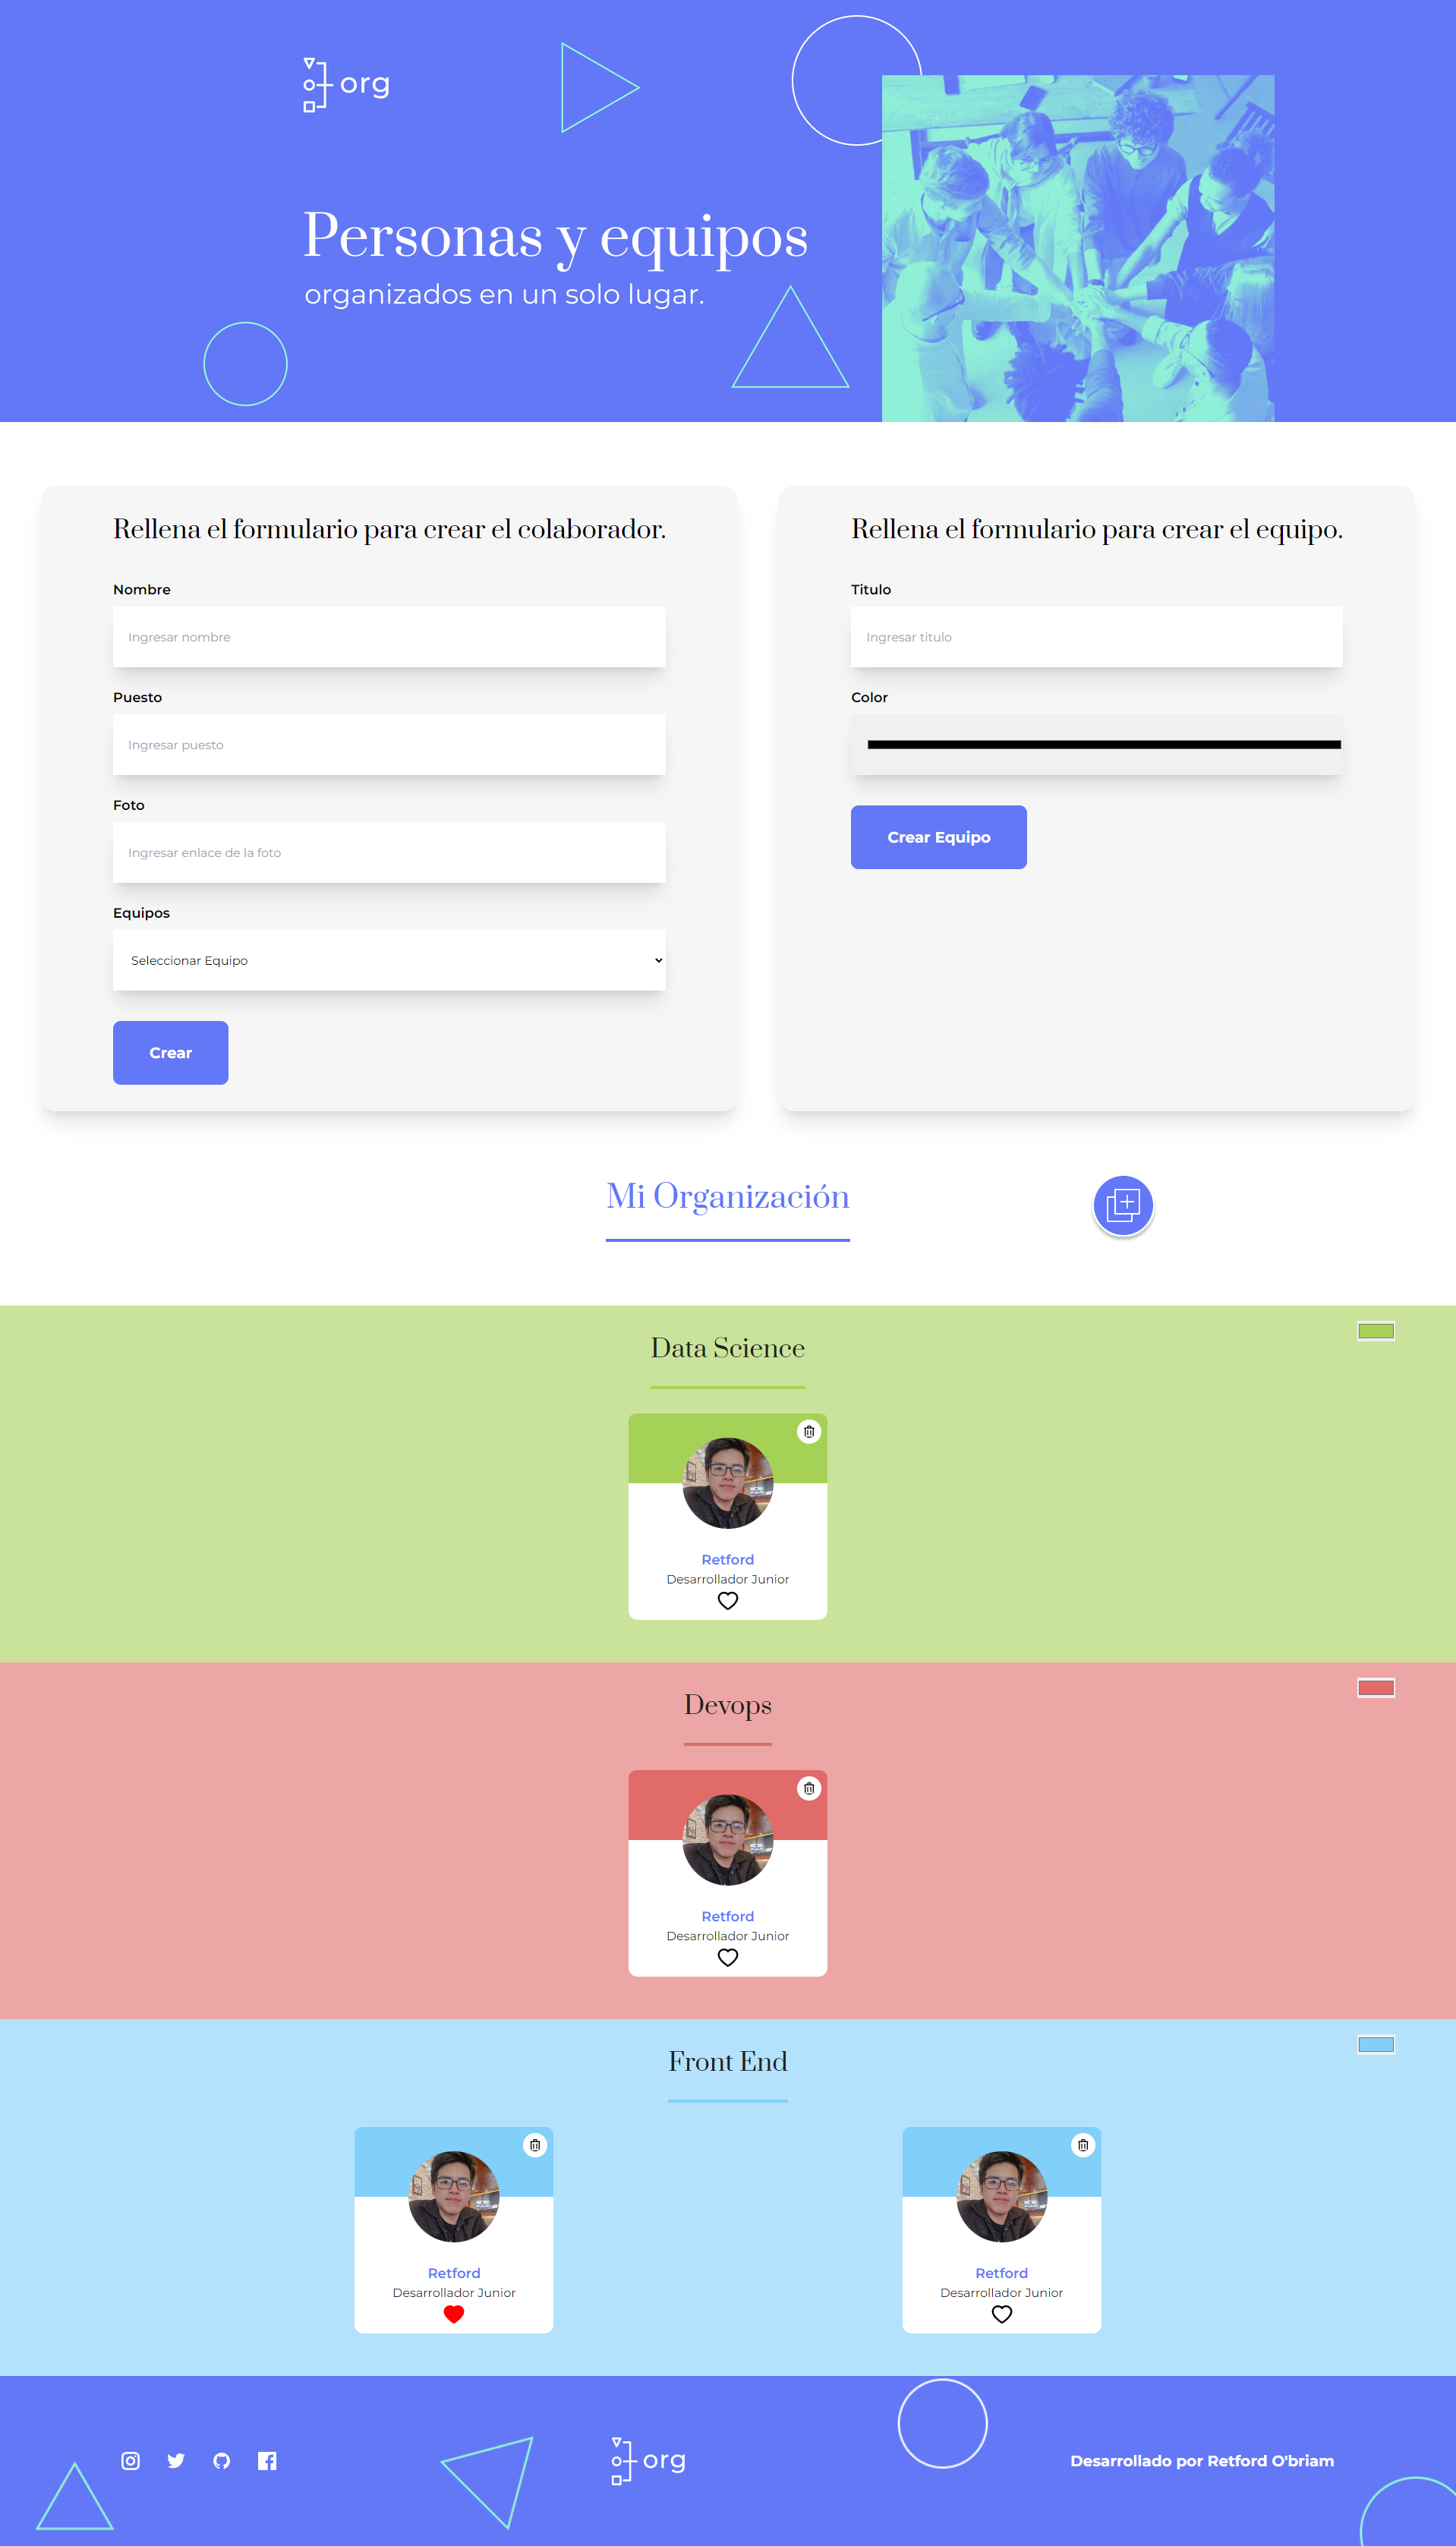 org
Personas y equipos
organizados en un solo lugar.
Rellena el formulario para crear el colaborador.
Nombre
Ingresar nombre
Puesto
Ingresar puesto
Foto
Ingresar enlace de la foto
Equipos
Seleccionar Equipo
Crear
Rellena el formulario para crear el equipo.
Titulo
Ingresar titulo
Color
Crear Equipo
Mi Organización
Data Science
Retford
Desarrollador Junior
Devops
Retford
Desarrollador Junior
Front End
Retford
Desarrollador Junior
Retford
Desarrollador Junior
org
Desarrollado por Retford O'briam